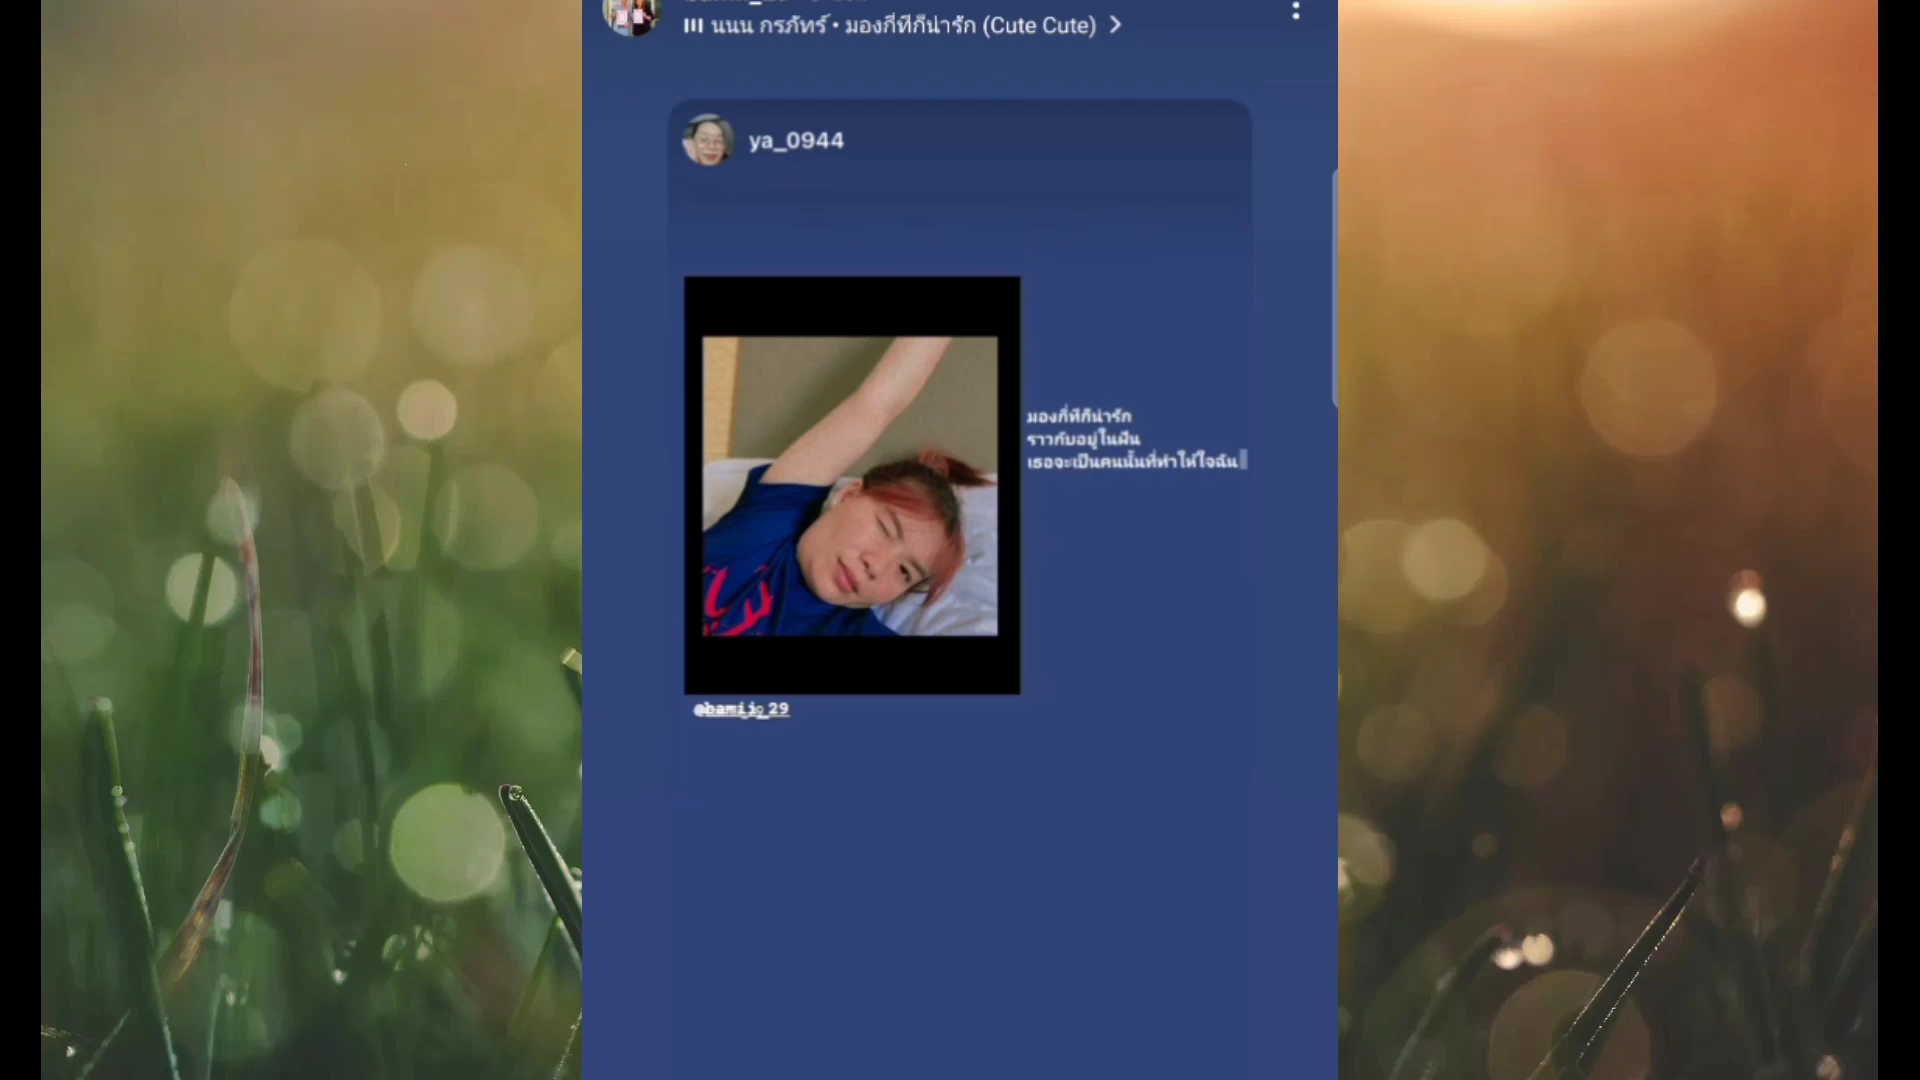 นนน กรภัทร์ • มองกี่ทีก็น่ารัก (Cute Cute)
ya_0944
มองกี่ทีก็น่ารัก
ราวกับอยู่ในฝัน
เธอจะเป็นคนนั้นที่ทำให้ใจฉัน
@bamiji_29